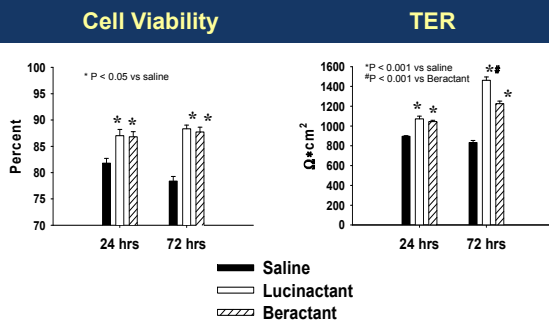 Cell Viability
TER
* P < 0.05 vs saline
Percent
100
95
90
85
80
75
70
* *
* *
24 hrs
72 hrs
*P < 0.001 vs saline
#P < 0.001 vs Beractant
Ω*cm2
1600
1400
1200
1000
800
600
400
200
0
* *
*#
*
24 hrs
72 hrs
Saline
Lucinactant
Beractant